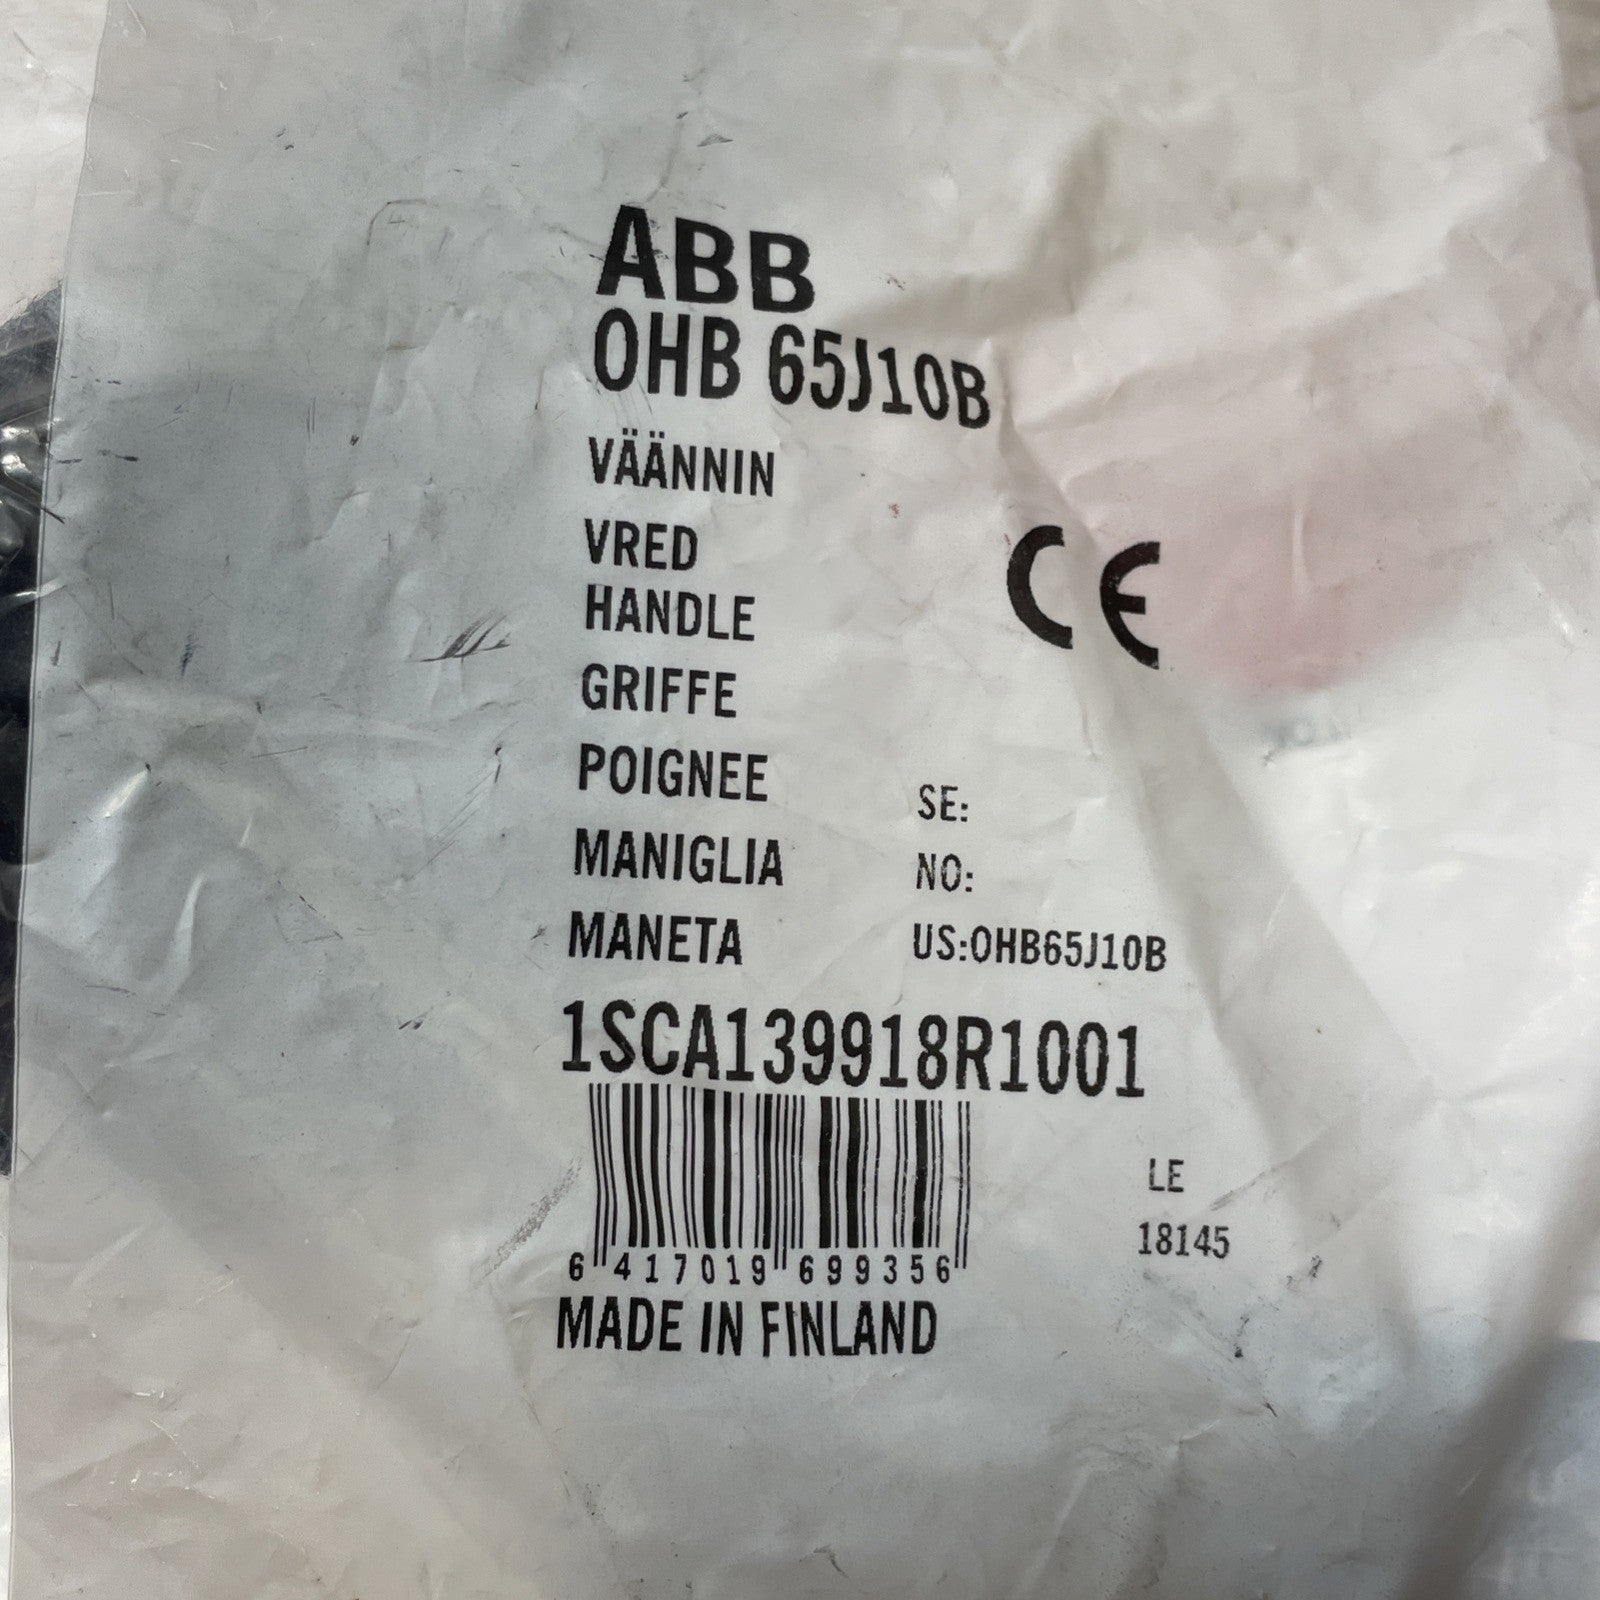 ABB
OHB 65J10B
VÄÄNNIN
VRED
HANDLE
GRIFFE
POIGNEE
MANIGLIA
MANETA
CE
SE:
NO:
US:OHB65J10B
1SCA139918R1001
6 417019 699356
LE
18145
MADE IN FINLAND